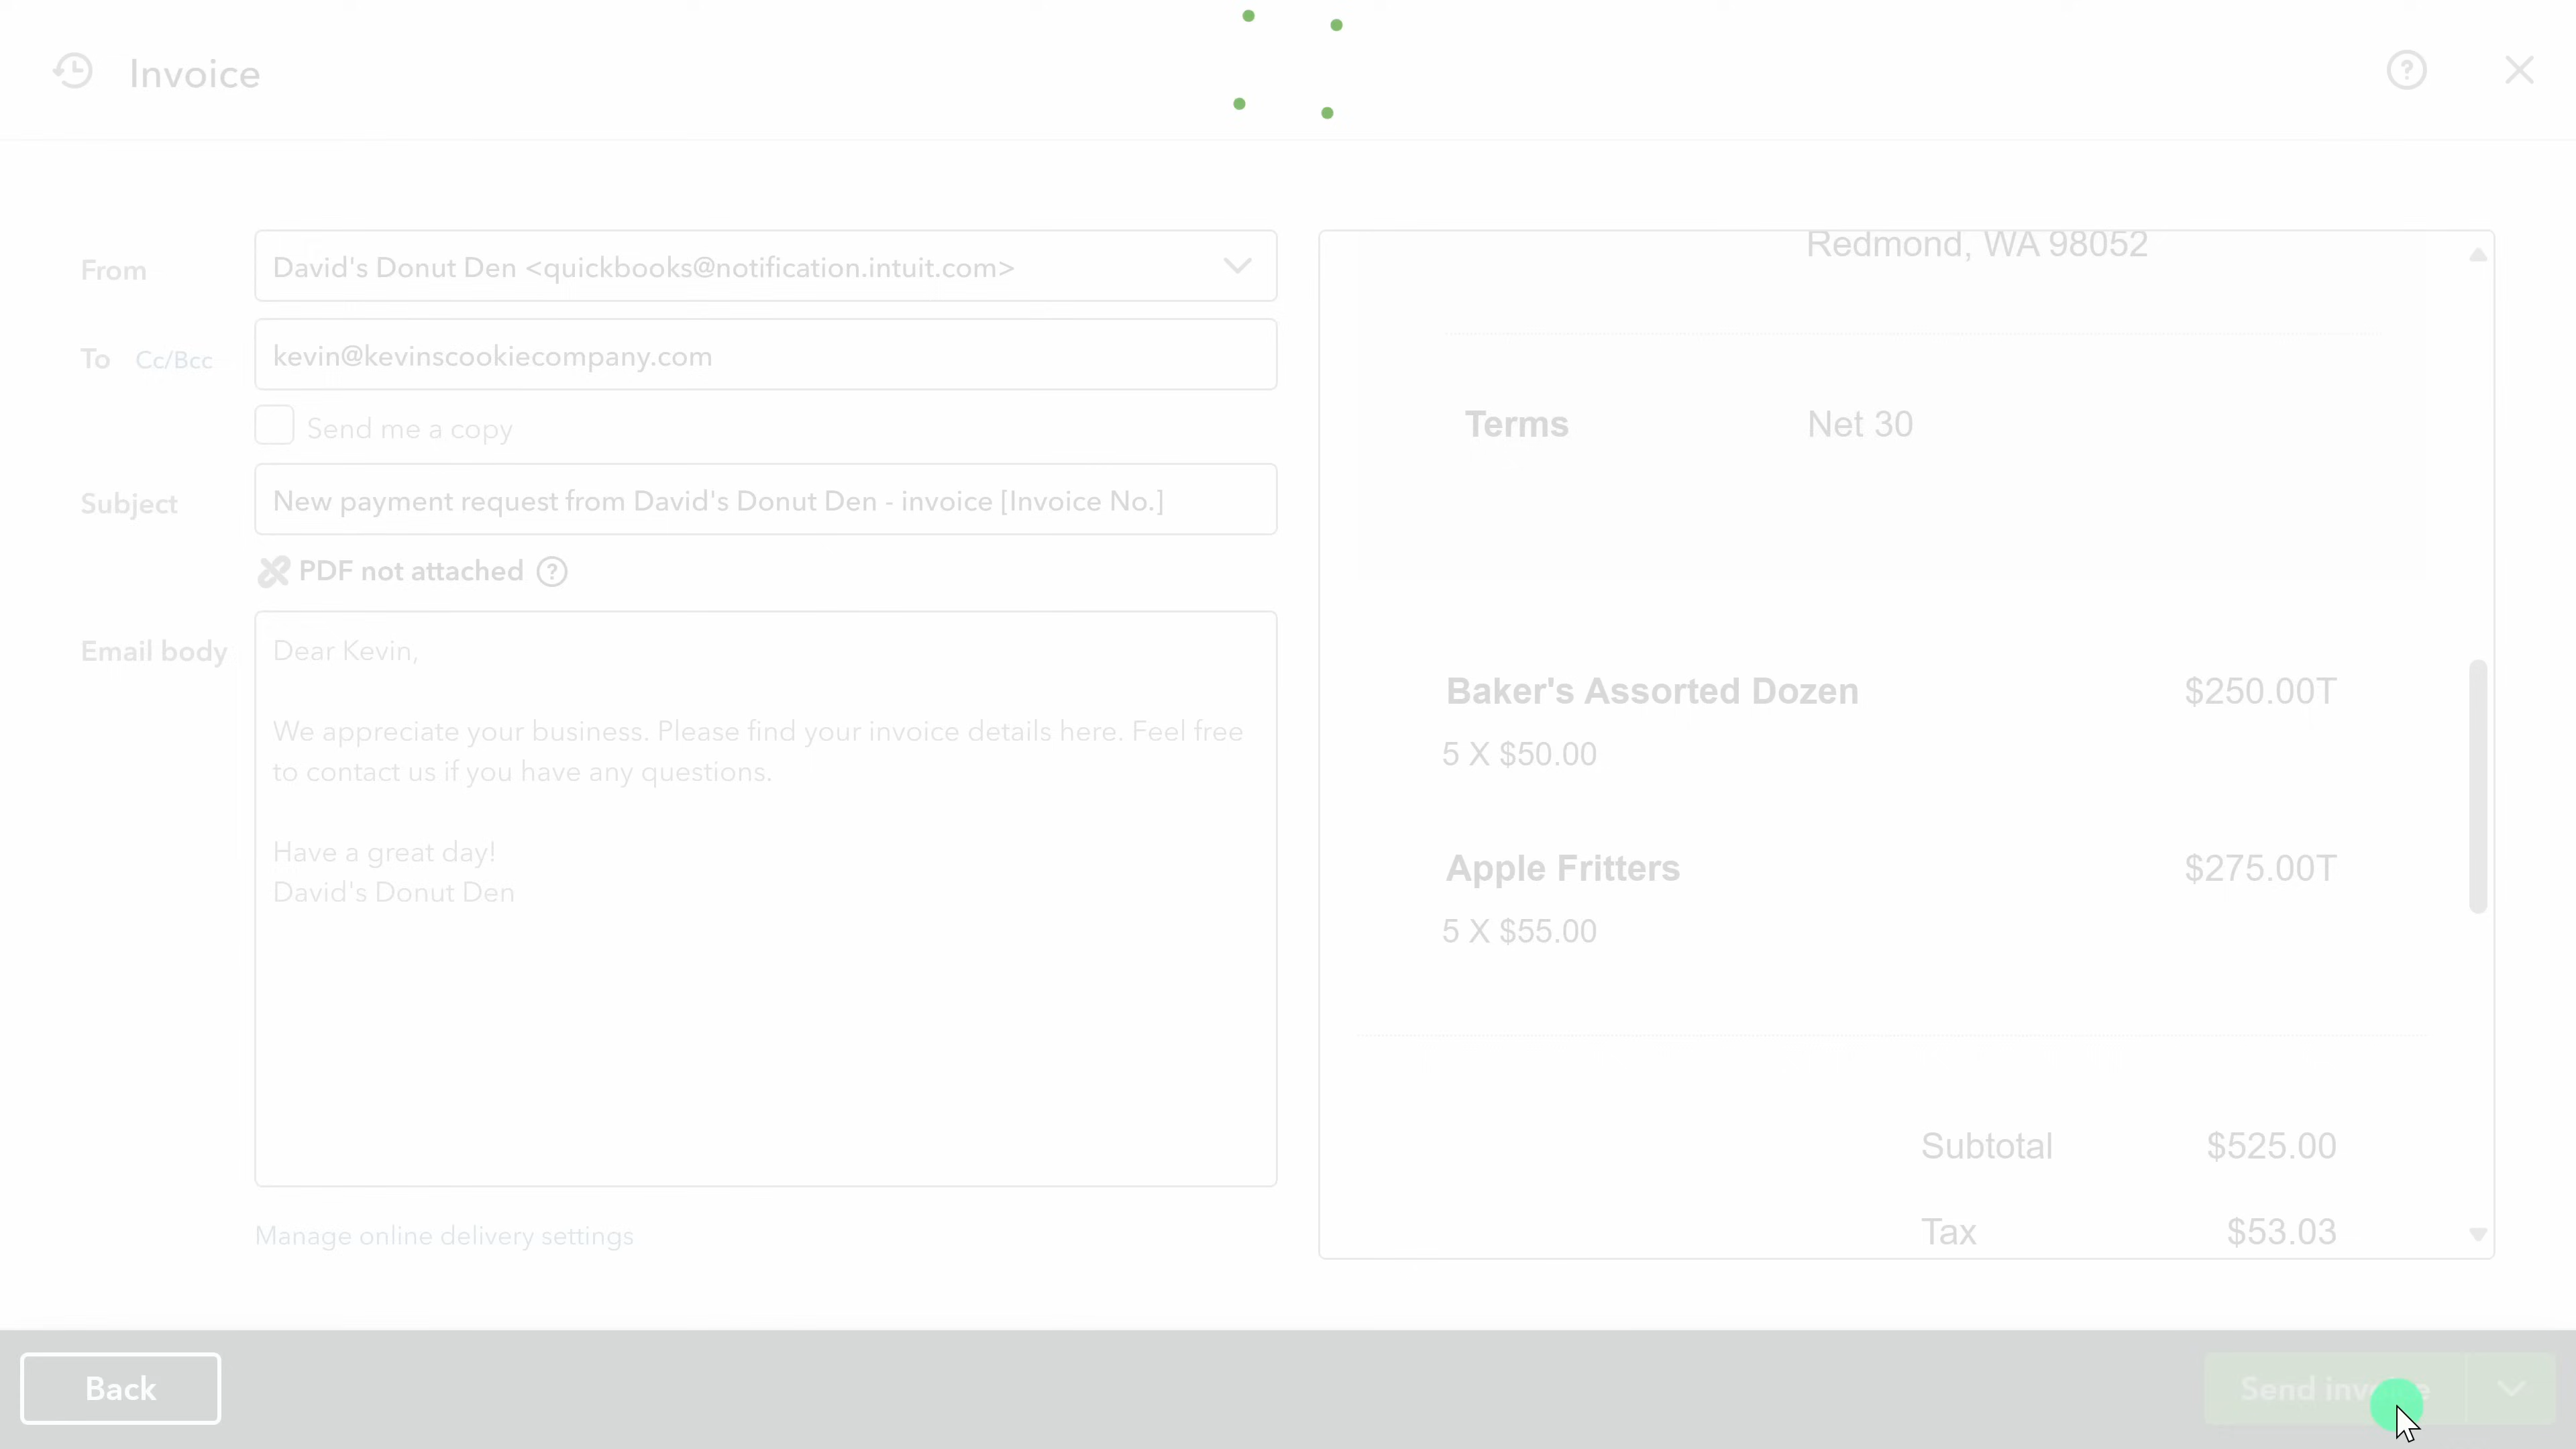 Invoice
From
David's Donut Den <quickbooks@notification.intuit.com>
To Cc/Bcc
kevin@kevinscookiecompany.com
Send me a copy
Subject
New payment request from David's Donut Den - invoice [Invoice No.]
PDF not attached
Email body
Dear Kevin,
We appreciate your business. Please find your invoice details here. Feel free
to contact us if you have any questions.
Have a great day!
David's Donut Den
Manage online delivery settings
Redmond, WA 98052
Terms Net 30
Baker's Assorted Dozen $250.00T
5 X $50.00
Apple Fritters $275.00T
5 X $55.00
Subtotal $525.00
Tax $53.03
Back
Send invoice